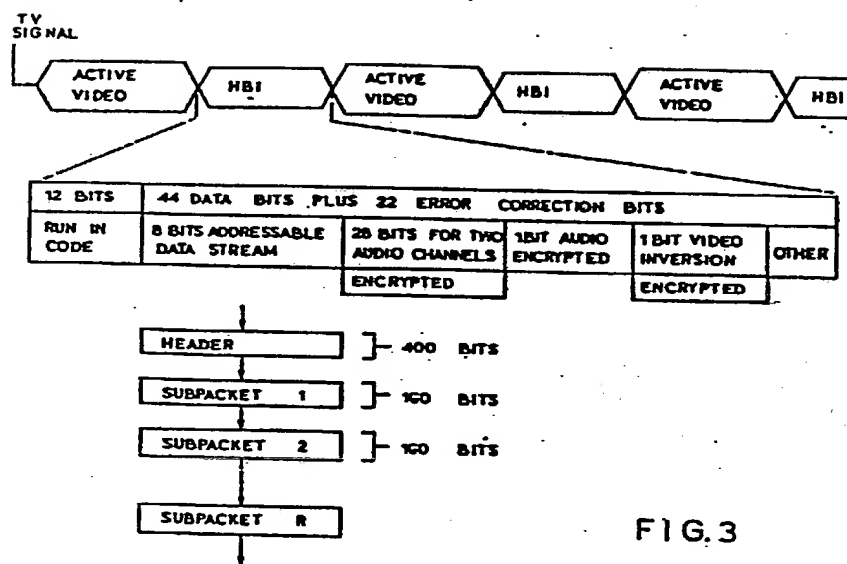 TV
SIGNAL
ACTIVE
VIDEO
HBI
ACTIVE
VIDEO
HBI
ACTIVE
VIDEO
HBI
12 BITS
44 DATA BITS PLUS 22 ERROR CORRECTION BITS
RUN IN
CODE
8 BITS ADDRESSABLE
DATA STREAM
28 BITS FOR TWO
AUDIO CHANNELS
1BIT AUDIO
ENCRYPTED
1 BIT VIDEO
INVERSION
OTHER
ENCRYPTED
ENCRYPTED
HEADER
400 BITS
SUBPACKET 1
160 BITS
SUBPACKET 2
160 BITS
SUBPACKET R
FIG.3